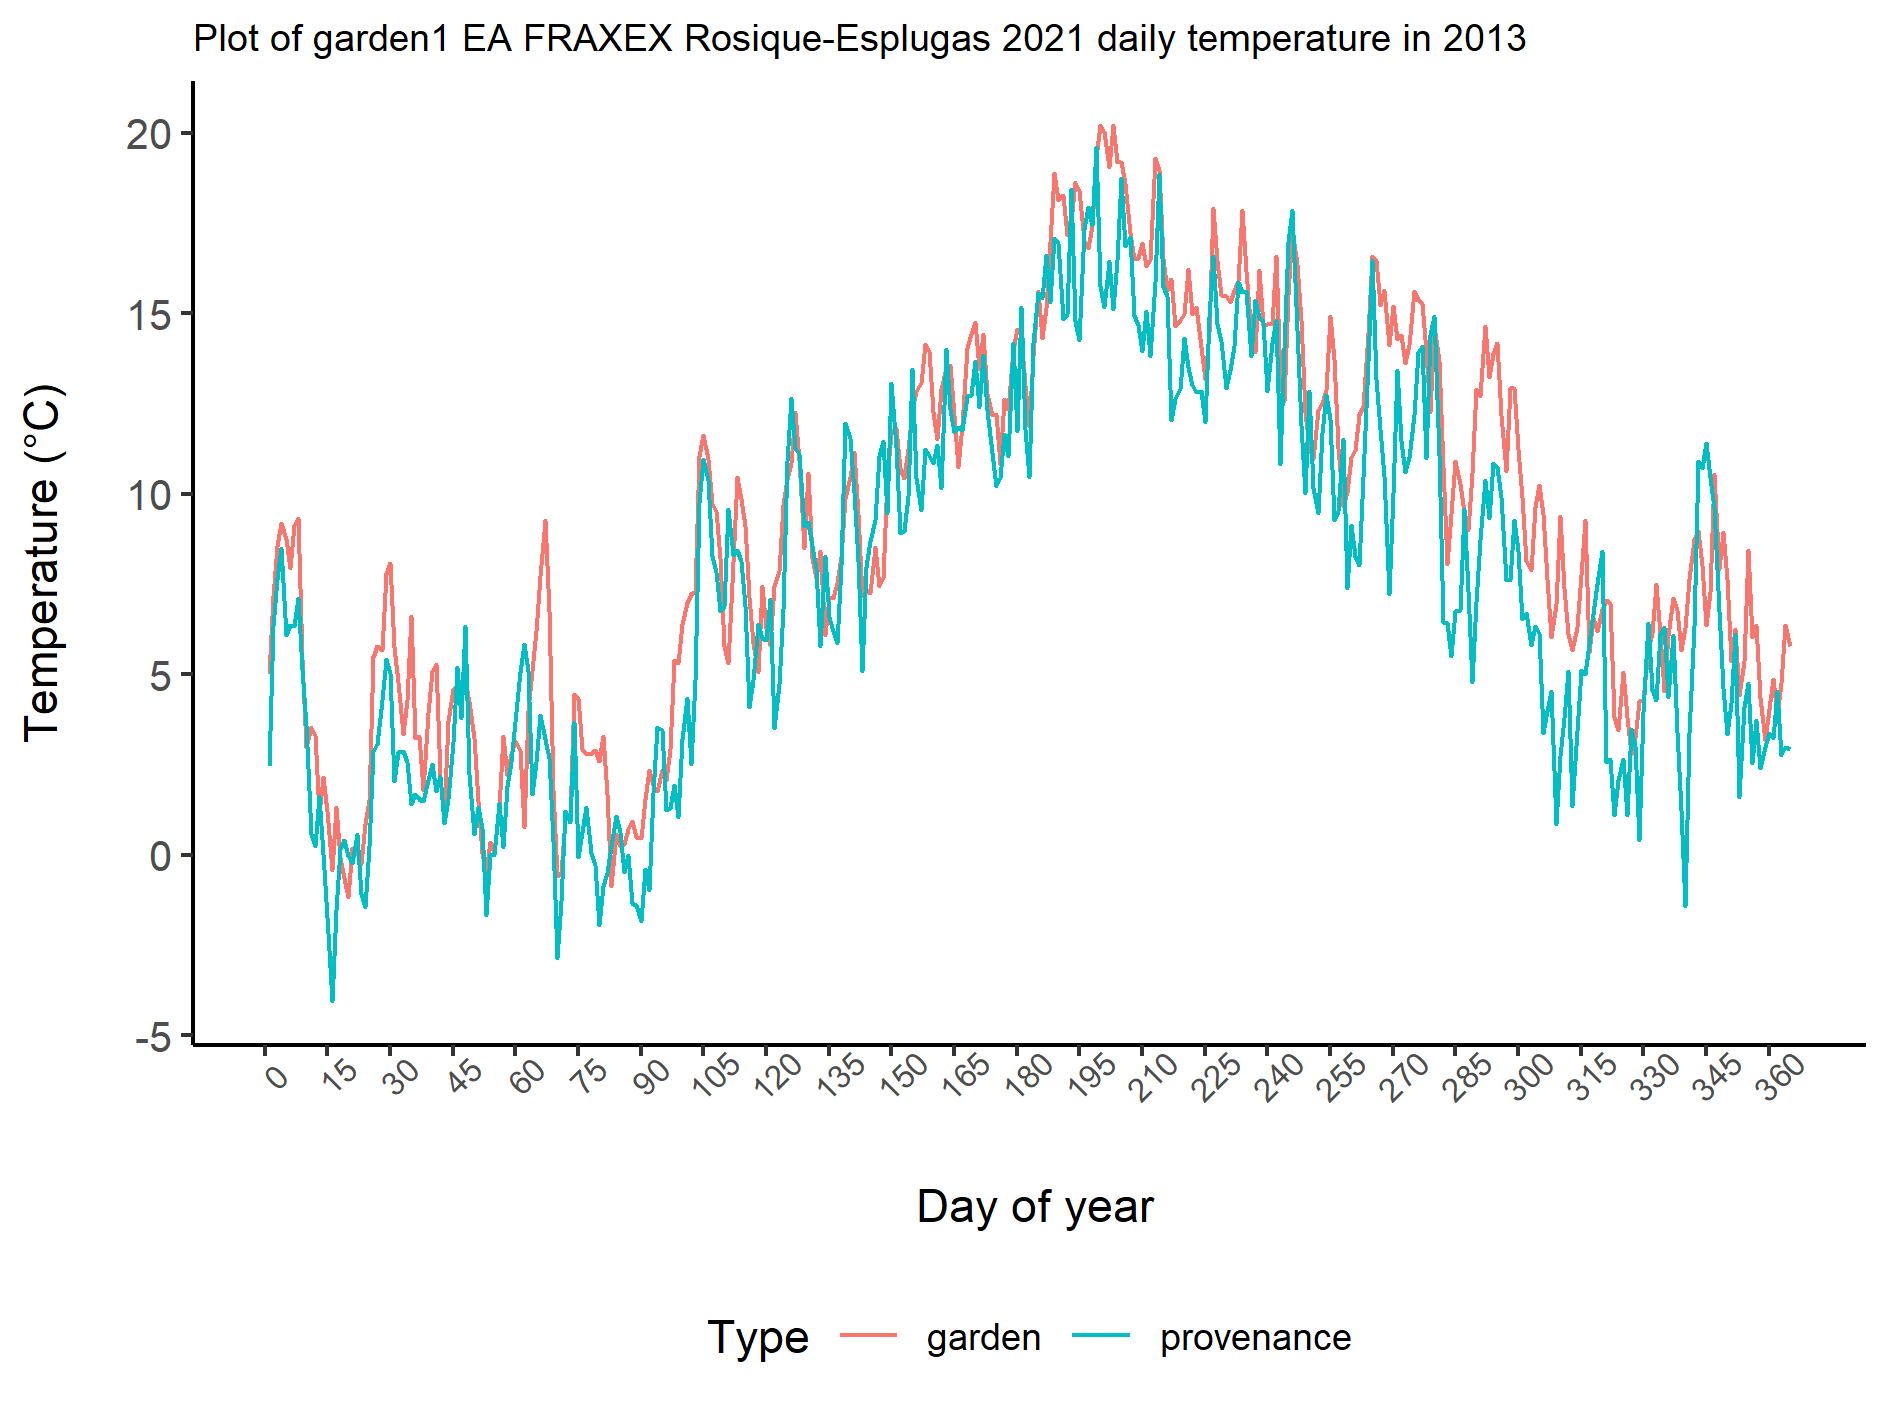 Plot of garden1 EA FRAXEX Rosique-Esplugas 2021 daily temperature in 2013
Temperature (°C)
20
15
10
5
0
-5
0 15 30 45 60 75 90 105 120 135 150 165 180 195 210 225 240 255 270 285 300 315 330 345 360
Day of year
Type garden provenance